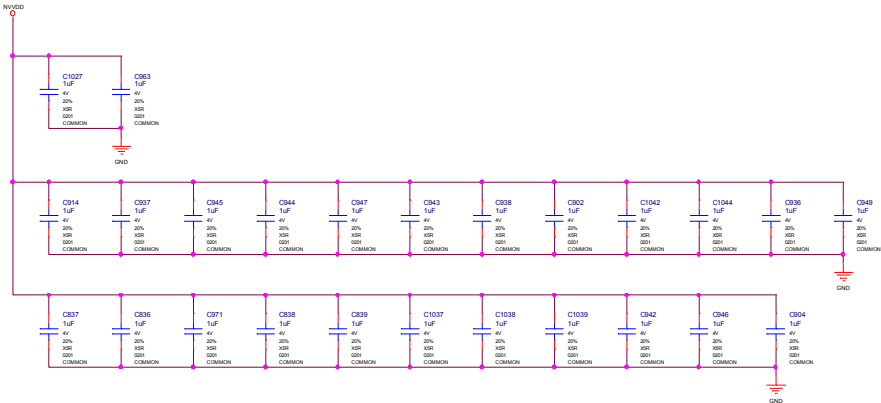 NVVDD
C1027 C963
1uF 1uF
4V 4V
20% 20%
X5R X5R
0201 0201
COMMON COMMON
GND
C914 C937 C945 C944 C947 C943 C938 C902 C1042 C1044 C936 C949
1uF 1uF 1uF 1uF 1uF 1uF 1uF 1uF 1uF 1uF 1uF 1uF
4V 4V 4V 4V 4V 4V 4V 4V 4V 4V 4V 4V
20% 20% 20% 20% 20% 20% 20% 20% 20% 20% 20% 20%
X5R X5R X5R X5R X5R X5R X5R X5R X5R X5R X5R X5R
0201 0201 0201 0201 0201 0201 0201 0201 0201 0201 0201 0201
COMMON COMMON COMMON COMMON COMMON COMMON COMMON COMMON COMMON COMMON COMMON COMMON
GND
C837 C836 C971 C838 C839 C1037 C1038 C1039 C942 C946 C904
1uF 1uF 1uF 1uF 1uF 1uF 1uF 1uF 1uF 1uF 1uF
4V 4V 4V 4V 4V 4V 4V 4V 4V 4V 4V
20% 20% 20% 20% 20% 20% 20% 20% 20% 20% 20%
X5R X5R X5R X5R X5R X5R X5R X5R X5R X5R X5R
0201 0201 0201 0201 0201 0201 0201 0201 0201 0201 0201
COMMON COMMON COMMON COMMON COMMON COMMON COMMON COMMON COMMON COMMON COMMON
GND